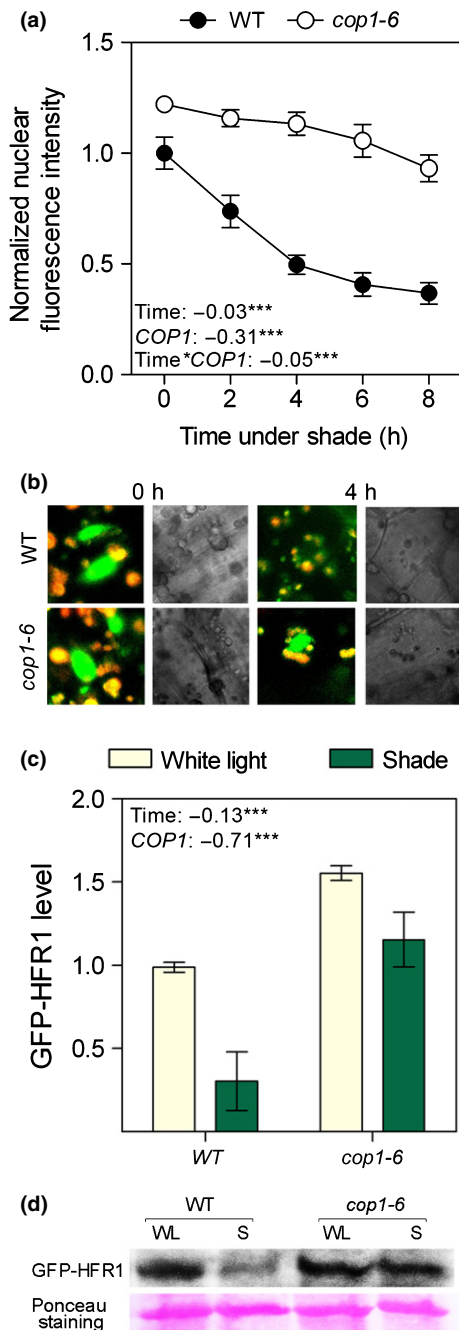 (a)
WT cop1-6
1.5
1.0
0.5
0.0
Normalized nuclear
fluorescence intensity
Time: −0.03***
COP1: −0.31***
Time*COP1: −0.05***
0 2 4 6 8
Time under shade (h)
(b)
0 h 4 h
WT
cop1-6
(c)
White light Shade
2.0
1.5
1.0
0.5
GFP-HFR1 level
Time: −0.13***
COP1: −0.71***
WT cop1-6
(d)
WT cop1-6
WL S WL S
GFP-HFR1
Ponceau
staining